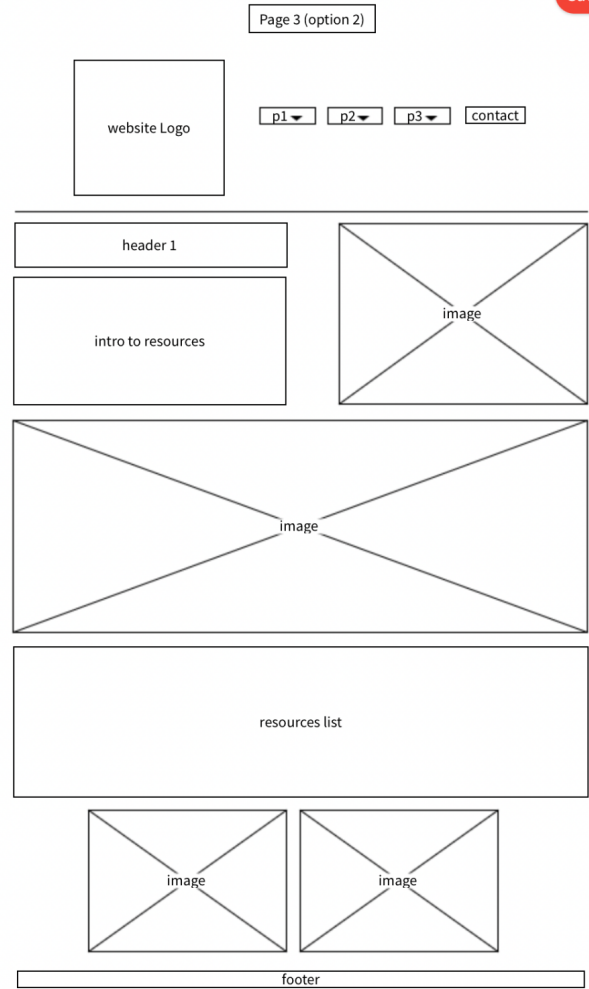 Page 3 (option 2)
website Logo
p1 p2 p3 contact
header 1
intro to resources
image
image
resources list
image image
footer